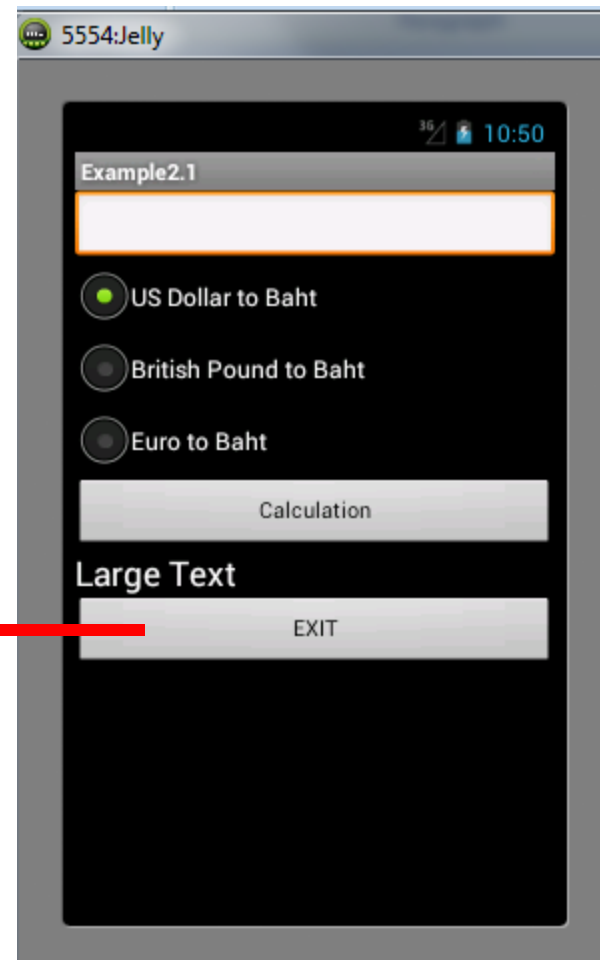 5554:Jelly
3G 10:50
Example2.1
US Dollar to Baht
British Pound to Baht
Euro to Baht
Calculation
Large Text
EXIT